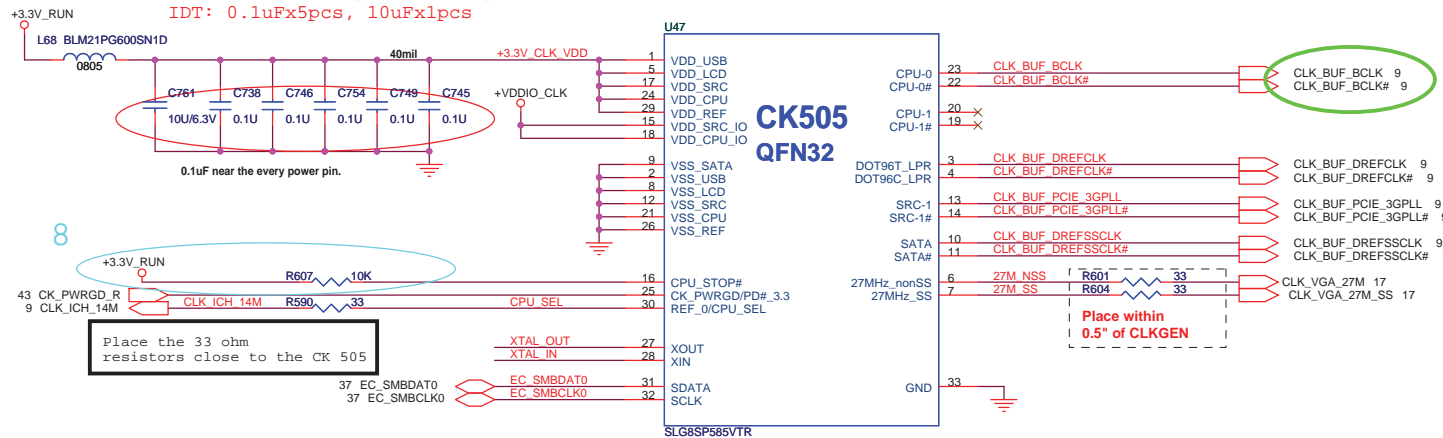 IDT: 0.1uFx5pcs, 10uFx1pcs
+3.3V_RUN
L68 BLM21PG600SN1D
0805
40mil
+3.3V_CLK_VDD
C761
10U/6.3V
C738
0.1U
C746
0.1U
C754
0.1U
C749
0.1U
C745
0.1U
0.1uF near the every power pin.
+VDDIO_CLK
8
+3.3V_RUN
R607 10K
43 CK_PWRGD_R
9 CLK_ICH_14M
CLK_ICH_14M R590 33 CPU_SEL
Place the 33 ohm
resistors close to the CK 505
XTAL_OUT
XTAL_IN
37 EC_SMBDAT0 EC_SMBDAT0
37 EC_SMBCLK0 EC_SMBCLK0
U47
CK505
QFN32
1 VDD_USB
5 VDD_LCD
17 VDD_SRC
24 VDD_CPU
29 VDD_REF
15 VDD_SRC_IO
18 VDD_CPU_IO
9 VSS_SATA
2 VSS_USB
8 VSS_LCD
12 VSS_SRC
21 VSS_CPU
26 VSS_REF
16 CPU_STOP#
25 CK_PWRGD/PD#_3.3
30 REF_0/CPU_SEL
27 XOUT
28 XIN
31 SDATA
32 SCLK
SLG8SP585VTR
CPU-0 23 CLK_BUF_BCLK CLK_BUF_BCLK 9
CPU-0# 22 CLK_BUF_BCLK# CLK_BUF_BCLK# 9
CPU-1 20
CPU-1# 19
DOT96T_LPR 3 CLK_BUF_DREFCLK CLK_BUF_DREFCLK 9
DOT96C_LPR 4 CLK_BUF_DREFCLK# CLK_BUF_DREFCLK# 9
SRC-1 13 CLK_BUF_PCIE_3GPLL CLK_BUF_PCIE_3GPLL 9
SRC-1# 14 CLK_BUF_PCIE_3GPLL# CLK_BUF_PCIE_3GPLL#
SATA 10 CLK_BUF_DREFSSCLK CLK_BUF_DREFSSCLK 9
SATA# 11 CLK_BUF_DREFSSCLK# CLK_BUF_DREFSSCLK#
27MHz_nonSS 6 27M_NSS R601 33 CLK_VGA_27M 17
27MHz_SS 7 27M_SS R604 33 CLK_VGA_27M_SS 17
Place within
0.5" of CLKGEN
GND 33